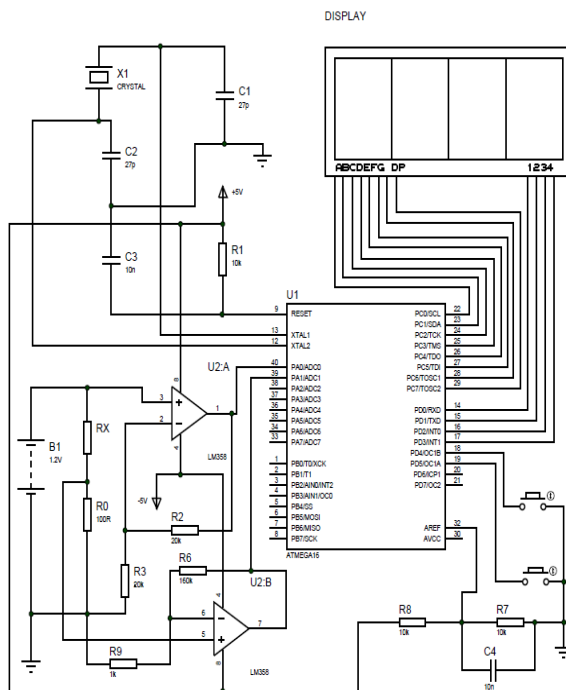 DISPLAY
X1
CRYSTAL
C1
27p
C2
27p
ABCDEFG DP
1234
+5V
C3
10n
R1
10k
U1
9
RESET
PC0/SCL
22
PC1/SDA
23
13
XTAL1
PC2/TCK
24
12
XTAL2
PC3/TMS
25
PC4/TDO
26
U2:A
40
PA0/ADC0
PC5/TDI
27
39
PA1/ADC1
PC6/TOSC1
28
38
PA2/ADC2
PC7/TOSC2
29
37
PA3/ADC3
36
PA4/ADC4
PD0/RXD
14
35
PA5/ADC5
PD1/TXD
15
34
PA6/ADC6
PD2/INT0
16
33
PA7/ADC7
PD3/INT1
17
PD4/OC1B
18
1
PB0/T0/XCK
PD5/OC1A
19
2
PB1/T1
PD6/ICP1
20
3
PB2/AIN0/INT2
PD7/OC2
21
4
PB3/AIN1/OC0
5
PB4/SS
6
PB5/MOSI
7
PB6/MISO
AREF
32
8
PB7/SCK
AVCC
30
ATMEGA16
8
3
2
1
4
LM358
B1
1.2V
RX
R0
100R
-5V
R2
20k
R3
20k
R6
160k
U2:B
4
6
5
7
8
LM358
R9
1k
R8
10k
R7
10k
C4
10n